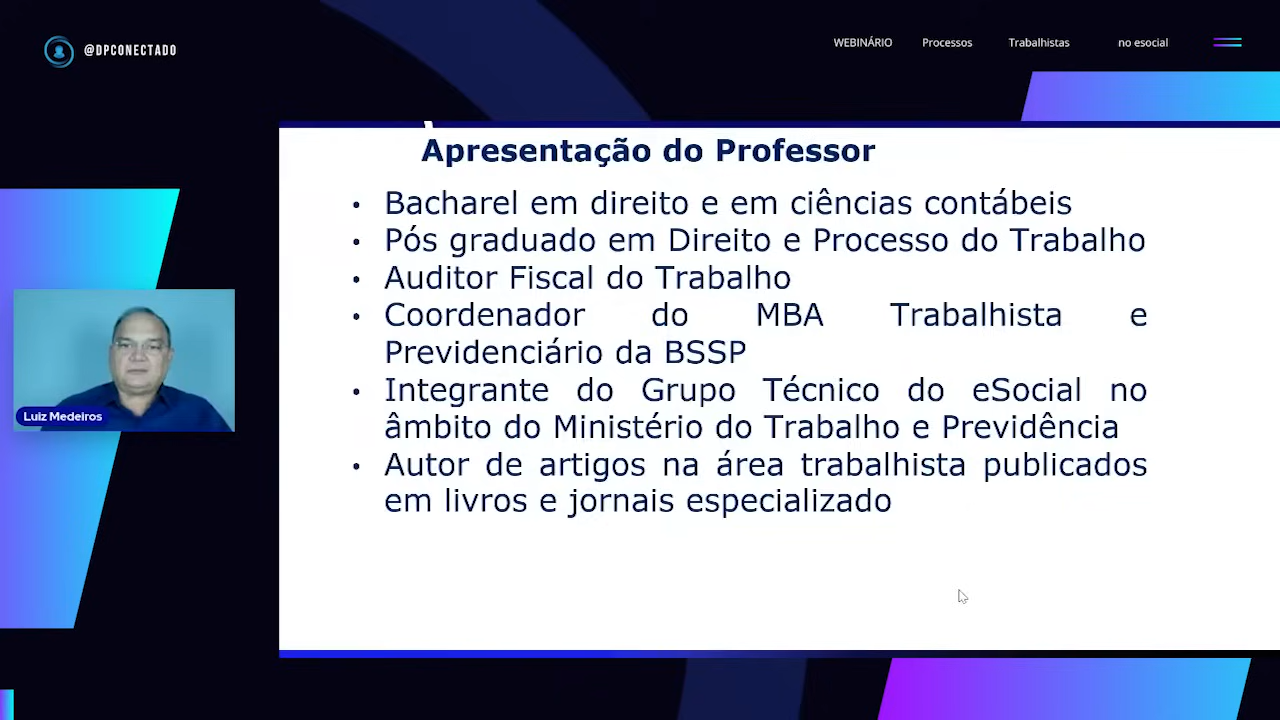 @DPCONECTADO
WEBINÁRIO Processos Trabalhistas no esocial
Apresentação do Professor
• Bacharel em direito e em ciências contábeis
• Pós graduado em Direito e Processo do Trabalho
• Auditor Fiscal do Trabalho
• Coordenador do MBA Trabalhista e
Previdenciário da BSSP
• Integrante do Grupo Técnico do eSocial no
âmbito do Ministério do Trabalho e Previdência
• Autor de artigos na área trabalhista publicados
em livros e jornais especializado
Luiz Medeiros